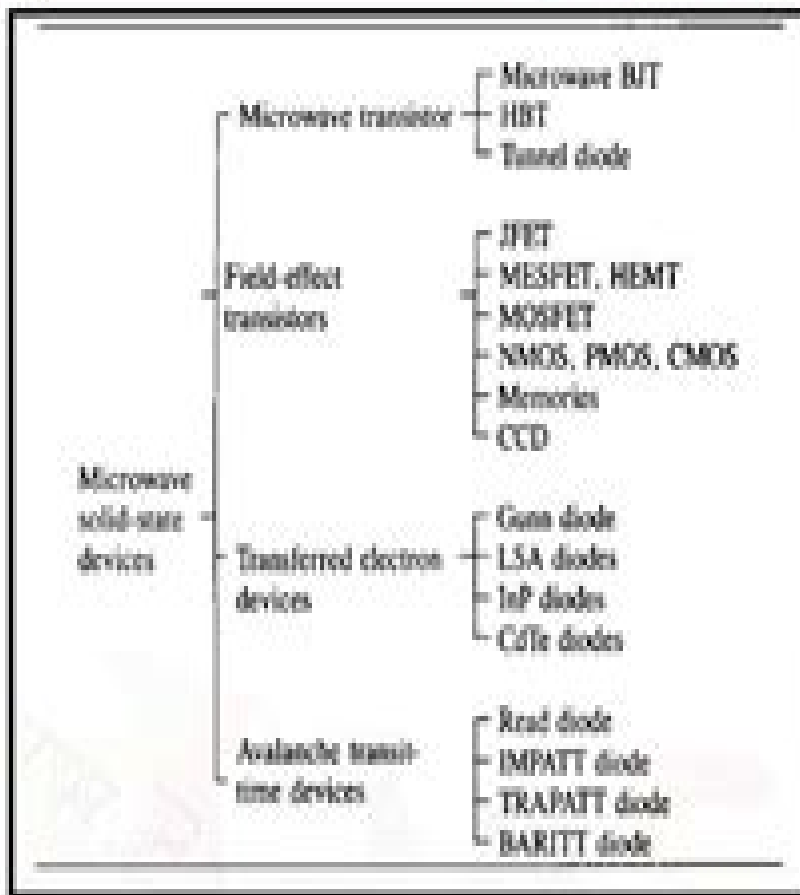 Microwave
solid-state
devices
Microwave transistor
Microwave BJT
HBT
Tunnel diode
Field-effect
transistors
JFET
MESFET, HEMT
MOSFET
NMOS, PMOS, CMOS
Memories
CCD
Transferred electron
devices
Gunn diode
LSA diodes
InP diodes
CdTe diodes
Avalanche transit-
time devices
Read diode
IMPATT diode
TRAPATT diode
BARITT diode